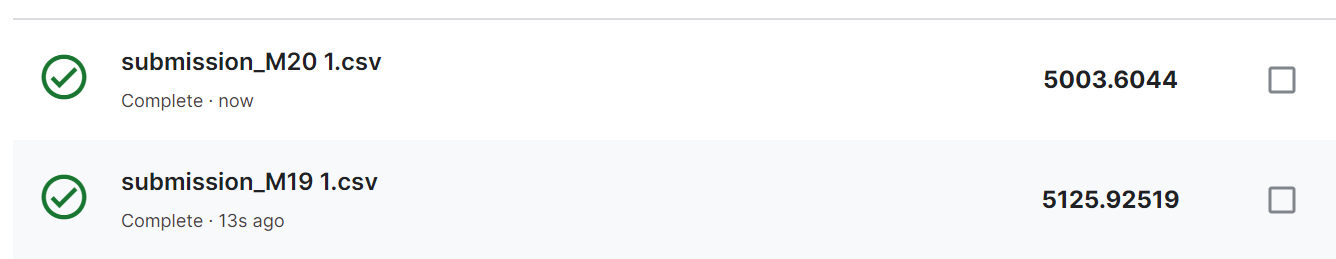 submission_M20 1.csv
Complete · now
5003.6044
submission_M19 1.csv
Complete · 13s ago
5125.92519